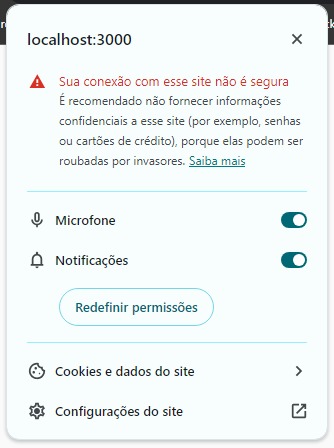 localhost:3000
Sua conexão com esse site não é segura
É recomendado não fornecer informações
confidenciais a esse site (por exemplo, senhas
ou cartões de crédito), porque elas podem ser
roubadas por invasores. Saiba mais
Microfone
Notificações
Redefinir permissões
Cookies e dados do site
Configurações do site